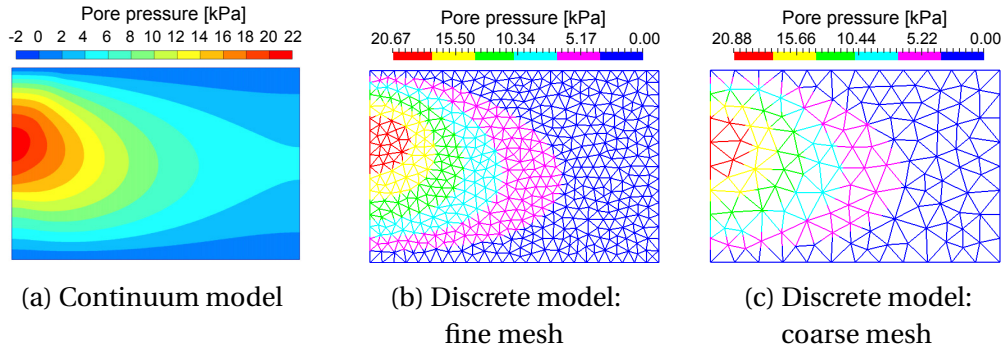 Pore pressure [kPa]
-2 0 2 4 6 8 10 12 14 16 18 20 22
(a) Continuum model
Pore pressure [kPa]
20.67 15.50 10.34 5.17 0.00
(b) Discrete model:
fine mesh
Pore pressure [kPa]
20.88 15.66 10.44 5.22 0.00
(c) Discrete model:
coarse mesh